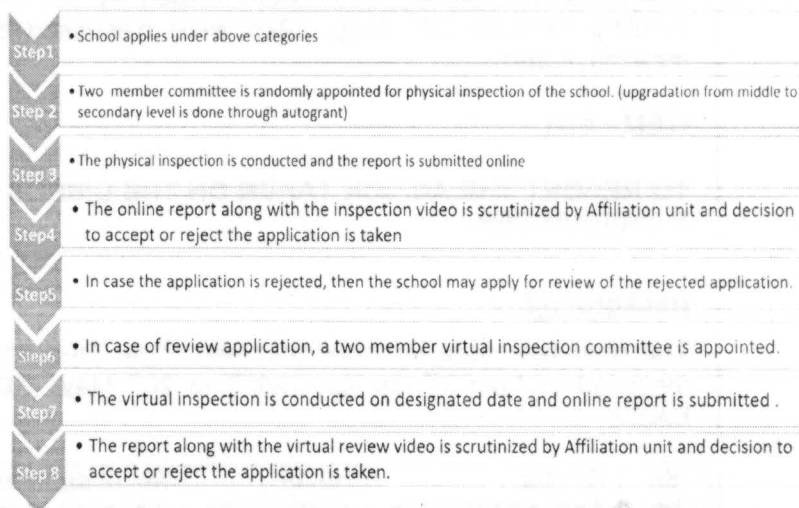 Step1
• School applies under above categories
Step 2
• Two member committee is randomly appointed for physical inspection of the school. (upgradation from middle to
secondary level is done through autogrant)
Step 3
• The physical inspection is conducted and the report is submitted online
Step4
• The online report along with the inspection video is scrutinized by Affiliation unit and decision
to accept or reject the application is taken
Step5
• In case the application is rejected, then the school may apply for review of the rejected application.
Step6
• In case of review application, a two member virtual inspection committee is appointed.
Step7
• The virtual inspection is conducted on designated date and online report is submitted .
Step 8
• The report along with the virtual review video is scrutinized by Affiliation unit and decision to
accept or reject the application is taken.